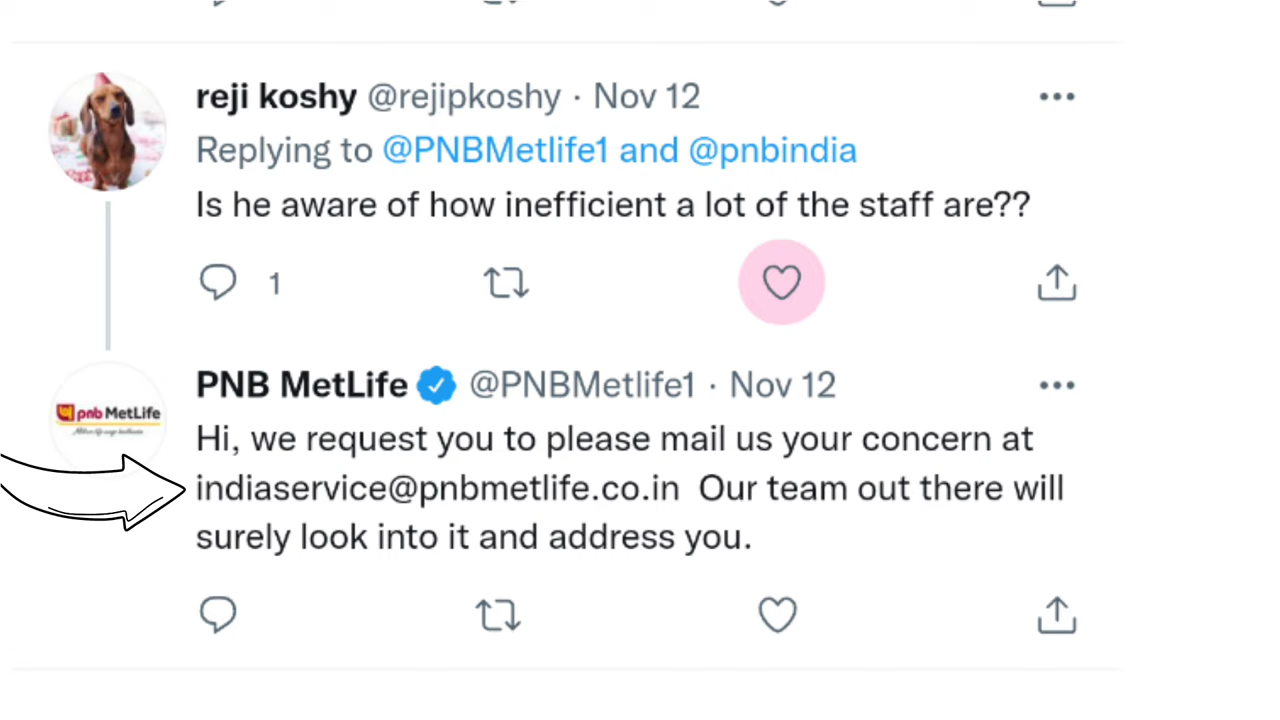 reji koshy @rejipkoshy · Nov 12
Replying to @PNBMetlife1 and @pnbindia
Is he aware of how inefficient a lot of the staff are??
1
PNB MetLife @PNBMetlife1 · Nov 12
pnb MetLife
Hi, we request you to please mail us your concern at
indiaservice@pnbmetlife.co.in Our team out there will
surely look into it and address you.